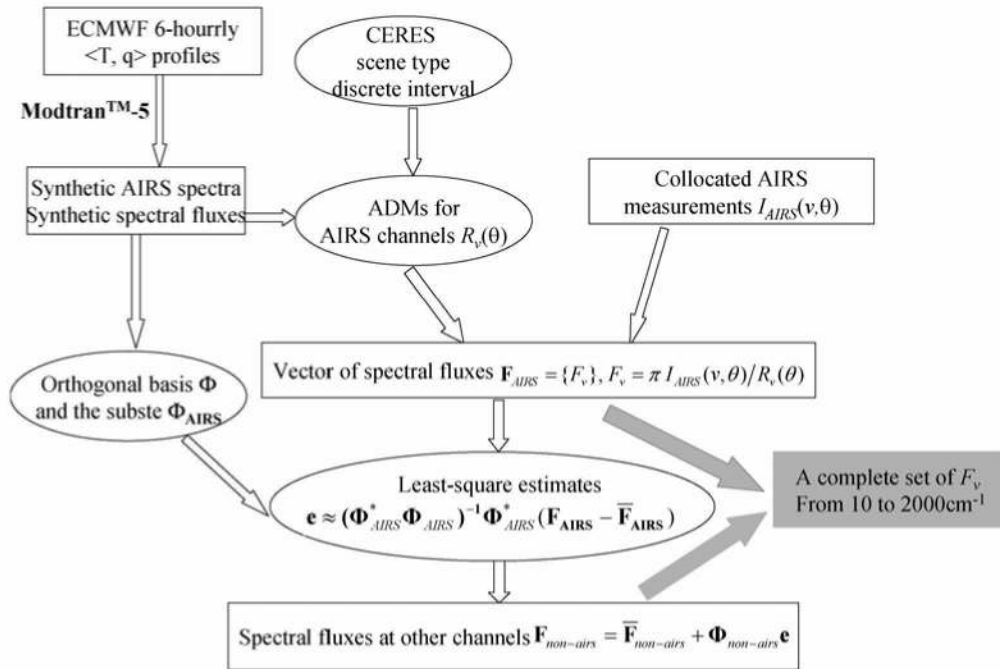 ECMWF 6-hourrly
<T, q> profiles
CERES
scene type
discrete interval
Modtran™-5
Synthetic AIRS spectra
Synthetic spectral fluxes
ADMs for
AIRS channels R_v(θ)
Collocated AIRS
measurements I_AIRS(v,θ)
Vector of spectral fluxes F_AIRS = {F_v}, F_v = π I_AIRS(v,θ)/R_v(θ)
Orthogonal basis Φ
and the subste Φ_AIRS
Least-square estimates
e ≈ (Φ*_AIRS Φ_AIRS)⁻¹ Φ*_AIRS (F_AIRS − F̅_AIRS)
A complete set of F_v
From 10 to 2000cm⁻¹
Spectral fluxes at other channels F_non-airs = F̅_non-airs + Φ_non-airs e